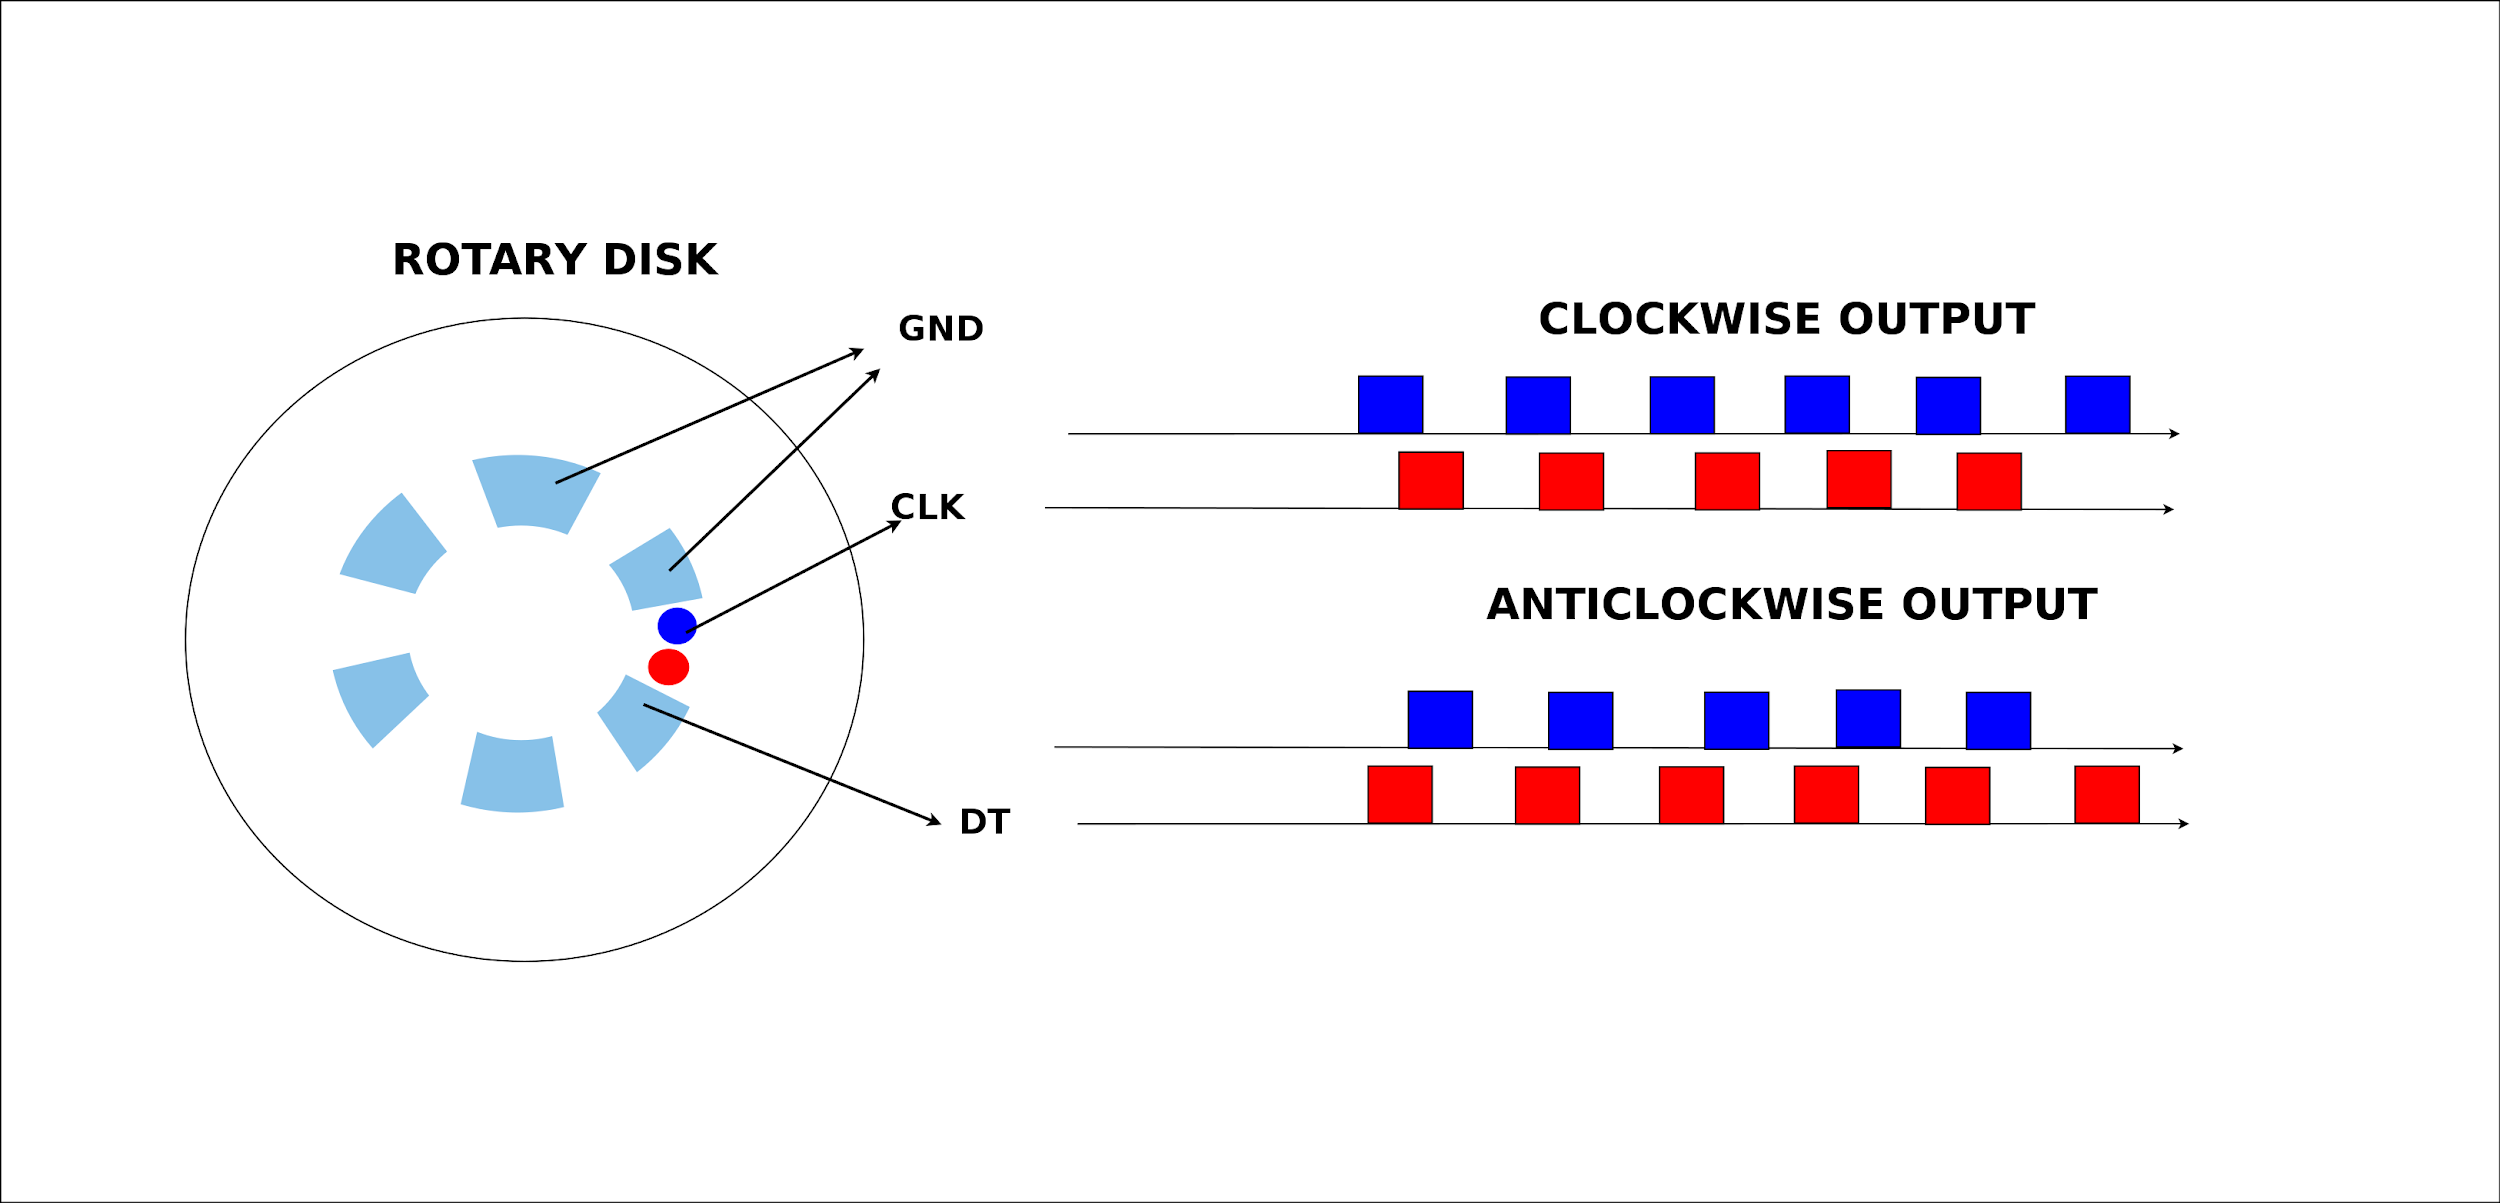 ROTARY DISK
GND
CLOCKWISE OUTPUT
CLK
ANTICLOCKWISE OUTPUT
DT